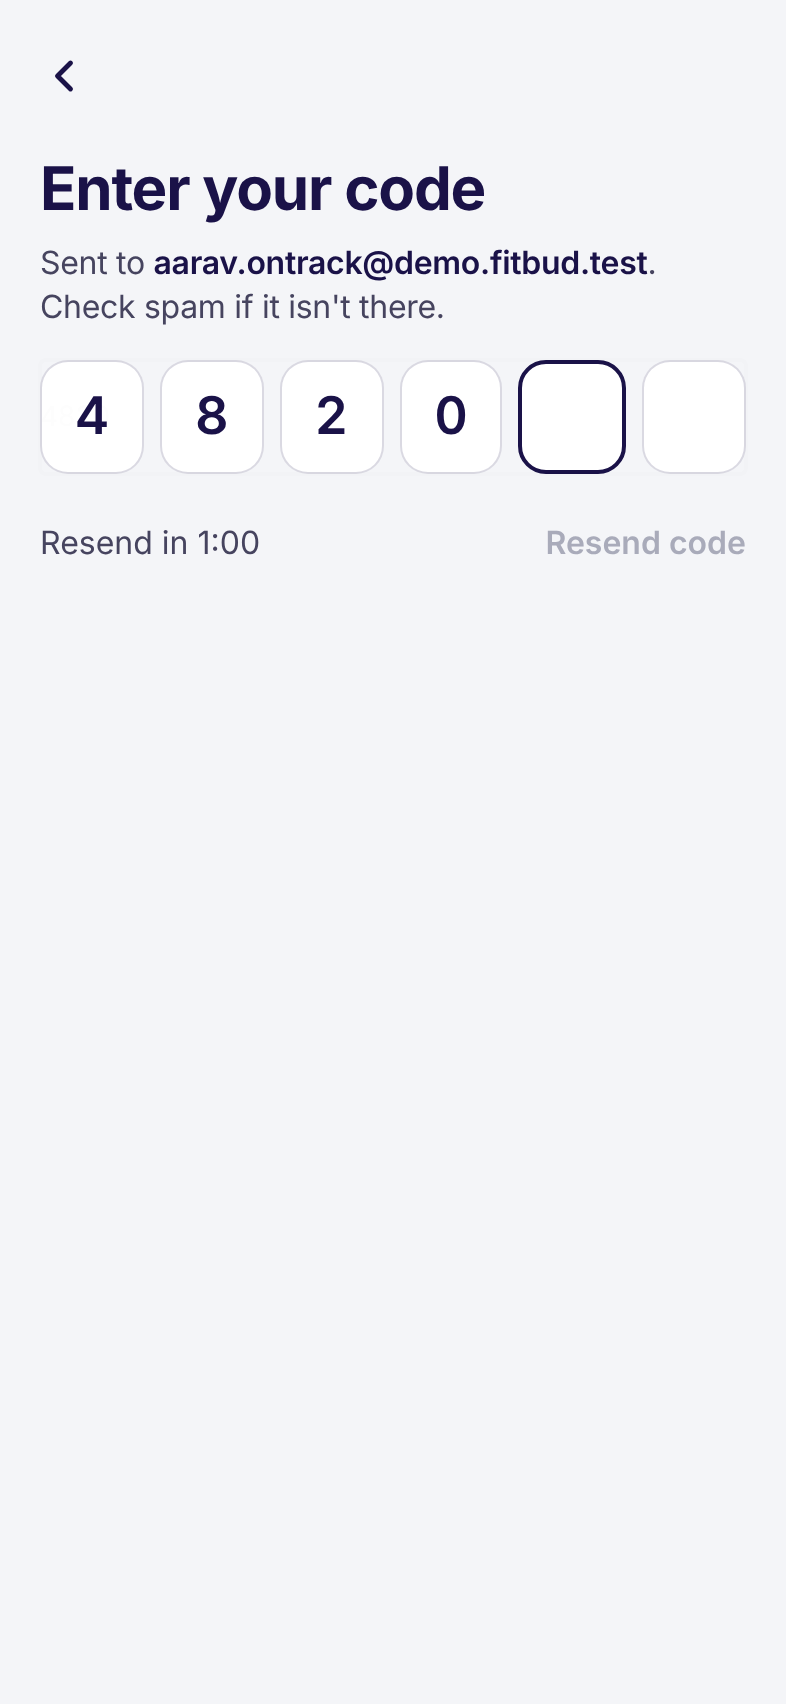 Enter your code
Sent to aarav.ontrack@demo.fitbud.test.
Check spam if it isn't there.
4 8 2 0
Resend in 1:00 Resend code